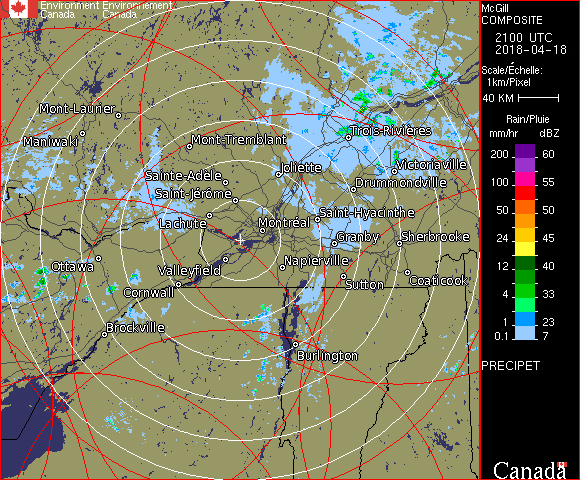 Environment Environnement
Canada Canada
Mont-Laurier
Maniwaki
Mont-Tremblant
Trois-Rivières
Joliette
Victoriaville
Sainte-Adèle
Drummondville
Saint-Jérôme
Saint-Hyacinthe
Lachute
Montréal
Granby
Sherbrooke
Ottawa
Valleyfield
Napierville
Cornwall
Sutton
Coaticook
Brockville
Burlington
McGill
COMPOSITE
2100 UTC
2018-04-18
Scale/Échelle:
1km/Pixel
40 KM
Rain/Pluie
mm/hr dBZ
200 60
100 55
50 50
24 45
12 40
4 33
1 23
0.1 7
PRECIPET
Canada